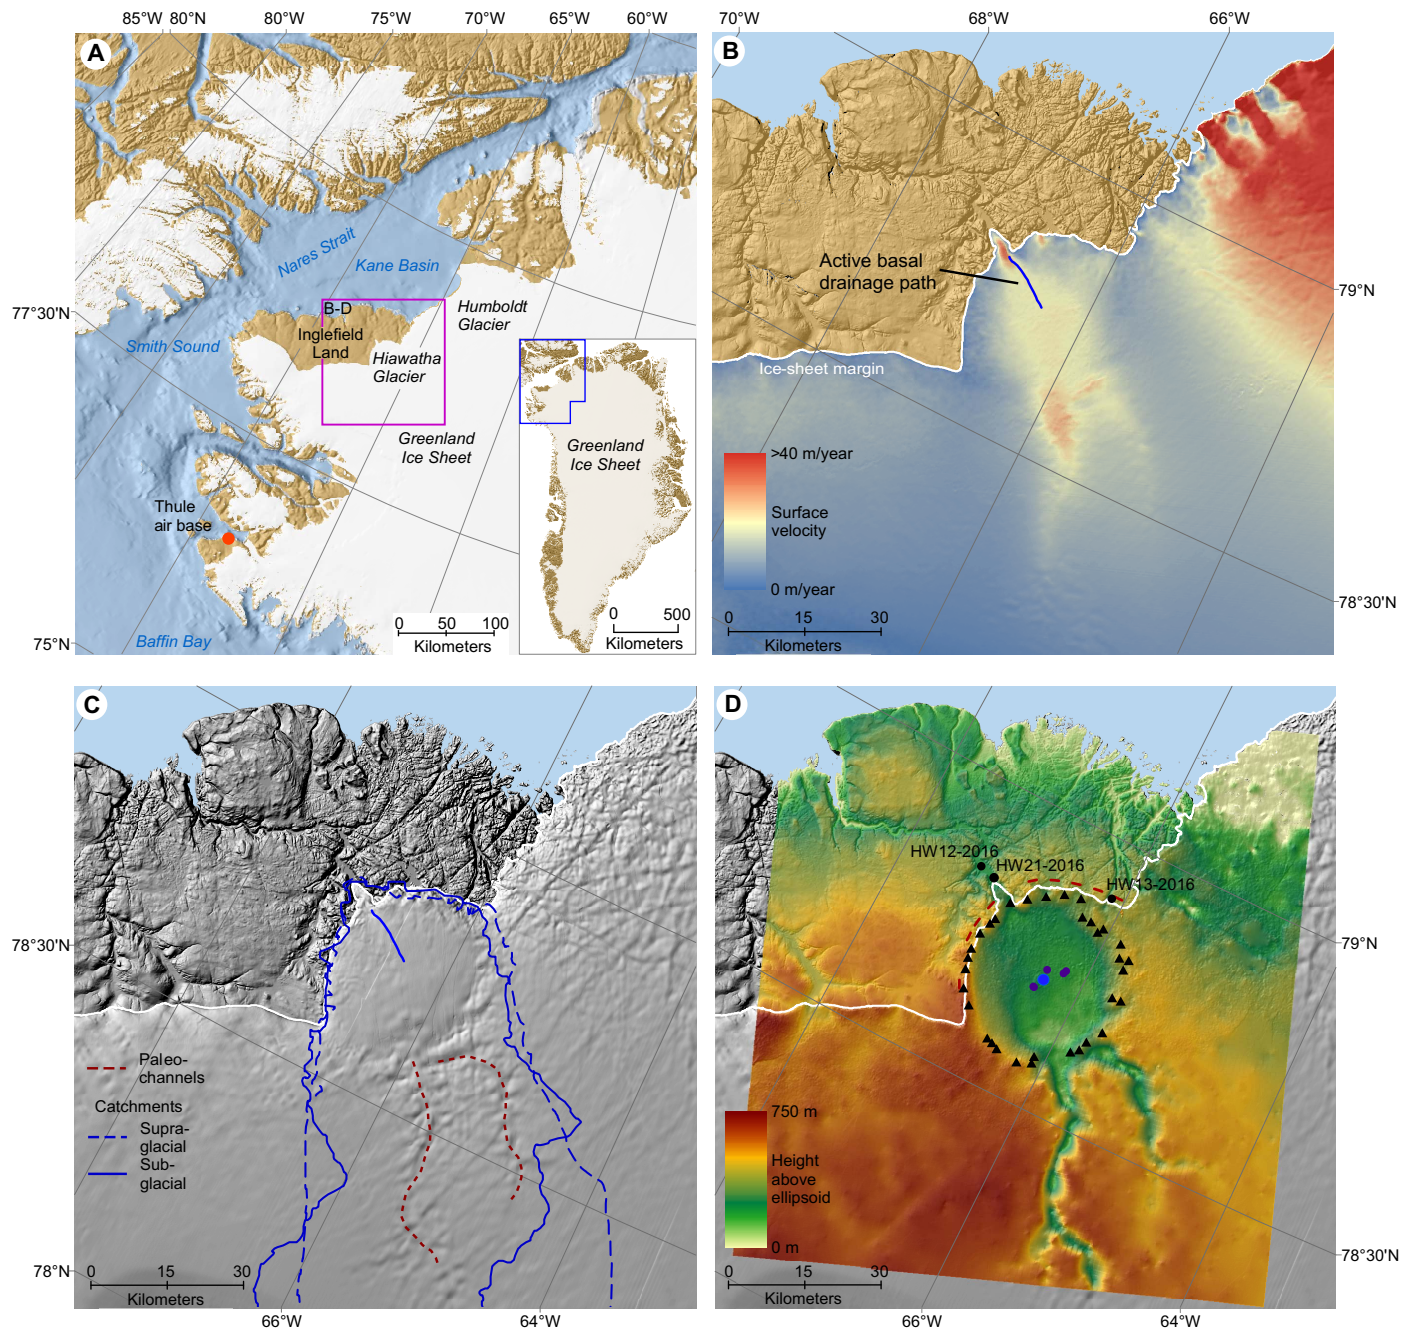 85°W 80°N 80°W 75°W 70°W 65°W 60°W
A
Nares Strait
Kane Basin
77°30'N
B-D
Humboldt
Glacier
Inglefield
Land
Smith Sound
Hiawatha
Glacier
Greenland
Ice Sheet
Greenland
Ice Sheet
Thule
air base
0 50 100
Kilometers
0 500
Kilometers
75°N
Baffin Bay
70°W 68°W 66°W
B
Active basal
drainage path
79°N
Ice-sheet margin
>40 m/year
Surface
velocity
0 m/year
78°30'N
0 15 30
Kilometers
C
78°30'N
Paleo-
channels
Catchments
Supra-
glacial
Sub-
glacial
78°N
0 15 30
Kilometers
66°W 64°W
D
HW12-2016
HW21-2016
HW13-2016
79°N
750 m
Height
above
ellipsoid
0 m
78°30'N
0 15 30
Kilometers
66°W 64°W